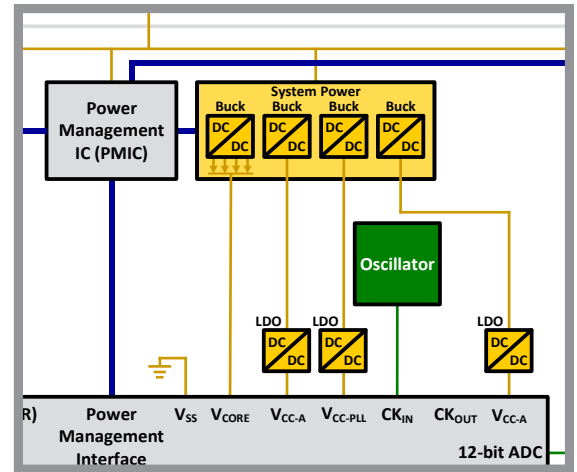 System Power
Power
Management
IC (PMIC)
Buck Buck Buck Buck
DC DC DC DC
DC DC DC DC
Oscillator
LDO LDO LDO
DC DC DC
DC DC DC
R) Power VSS VCORE VCC-A VCC-PLL CKIN CKOUT VCC-A
Management
Interface
12-bit ADC